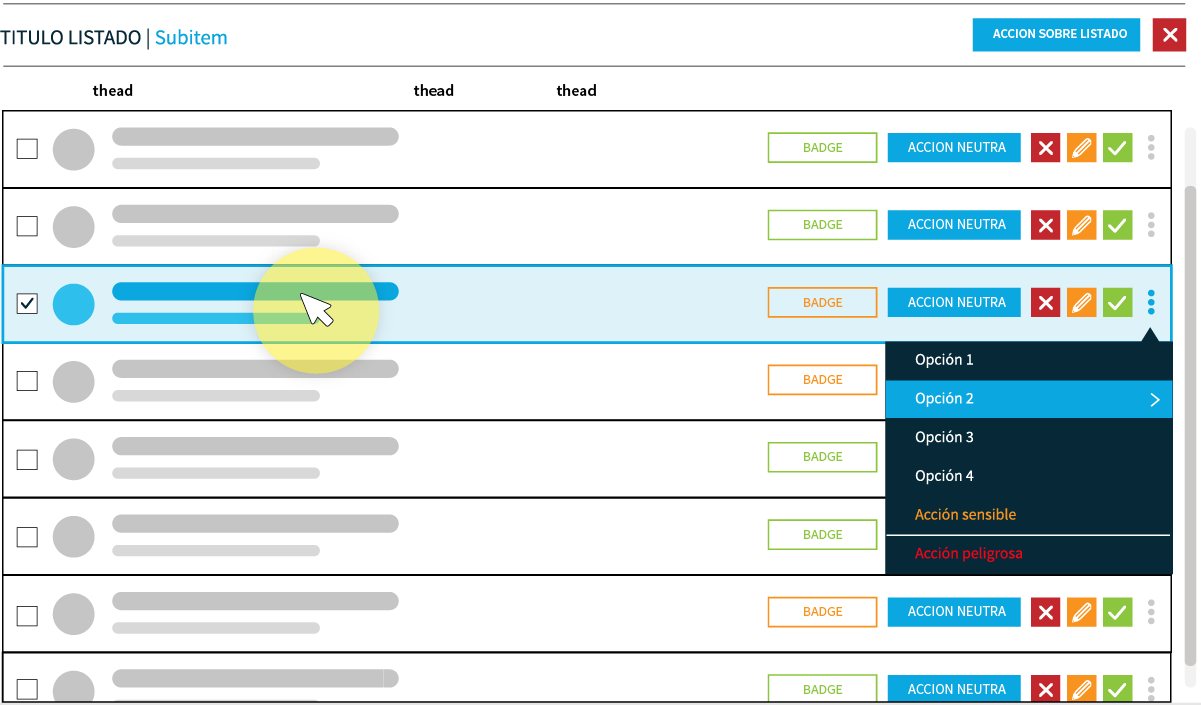 TITULO LISTADO | Subitem
ACCION SOBRE LISTADO
thead thead thead
BADGE ACCION NEUTRA
BADGE ACCION NEUTRA
BADGE ACCION NEUTRA
Opción 1
BADGE
Opción 2
Opción 3
BADGE
Opción 4
Acción sensible
BADGE
Acción peligrosa
BADGE ACCION NEUTRA
BADGE ACCION NEUTRA